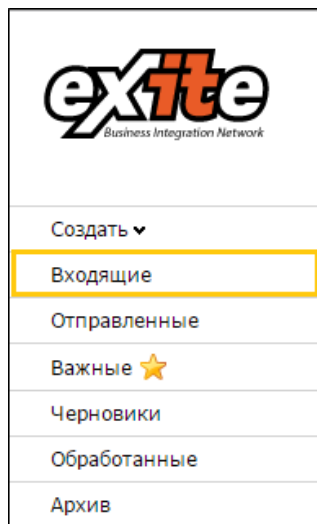 exite
Business Integration Network
Создать
Входящие
Отправленные
Важные
Черновики
Обработанные
Архив